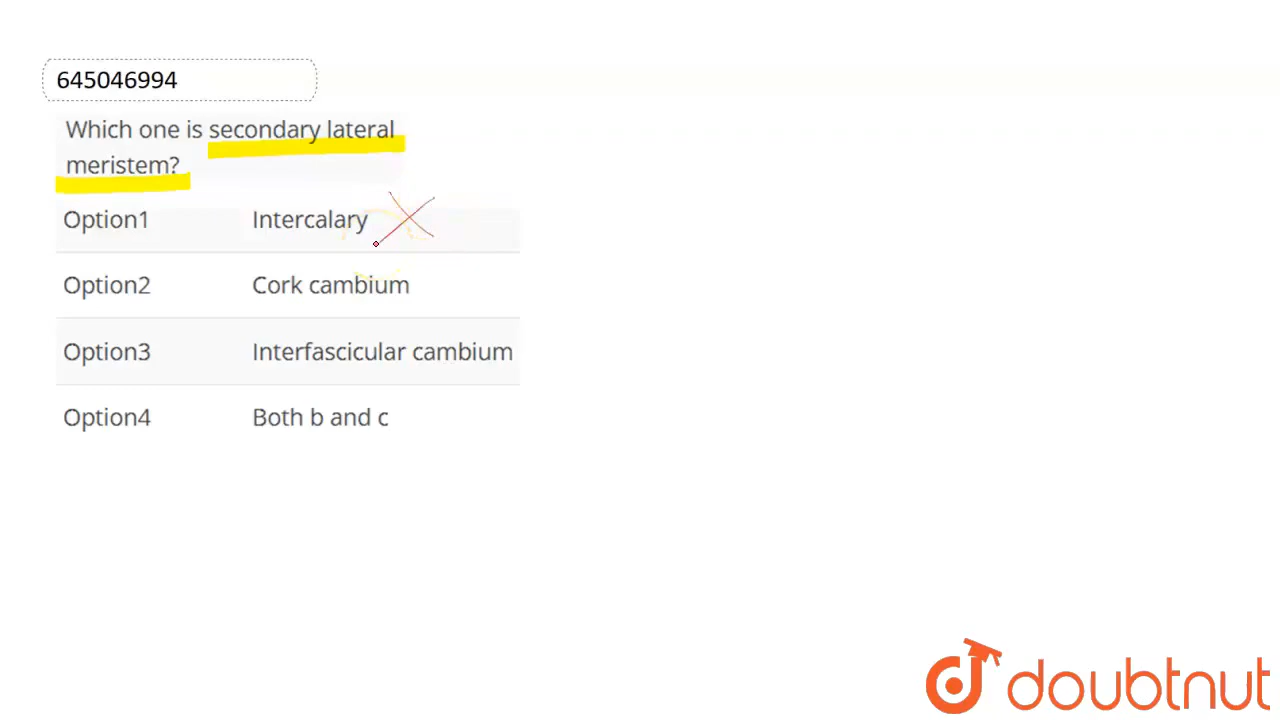 645046994
Which one is secondary lateral
meristem?
Option1 Intercalary
Option2 Cork cambium
Option3 Interfascicular cambium
Option4 Both b and c
doubtnut